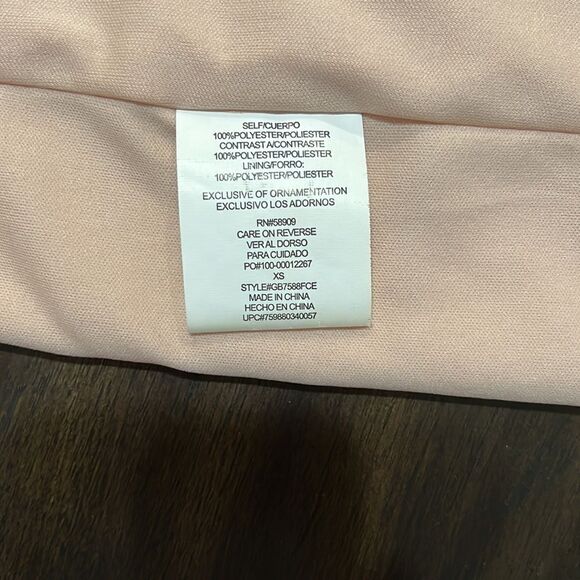 SELF/CUERPO
100%POLYESTER/POLIESTER
CONTRAST A/CONTRASTE
100%POLYESTER/POLIESTER
LINING/FORRO:
100%POLYESTER/POLIESTER
EXCLUSIVE OF ORNAMENTATION
EXCLUSIVO LOS ADORNOS
RN#58909
CARE ON REVERSE
VER AL DORSO
PARA CUIDADO
PO#100-00012267
XS
STYLE#GB7588FCE
MADE IN CHINA
HECHO EN CHINA
UPC#759880340057